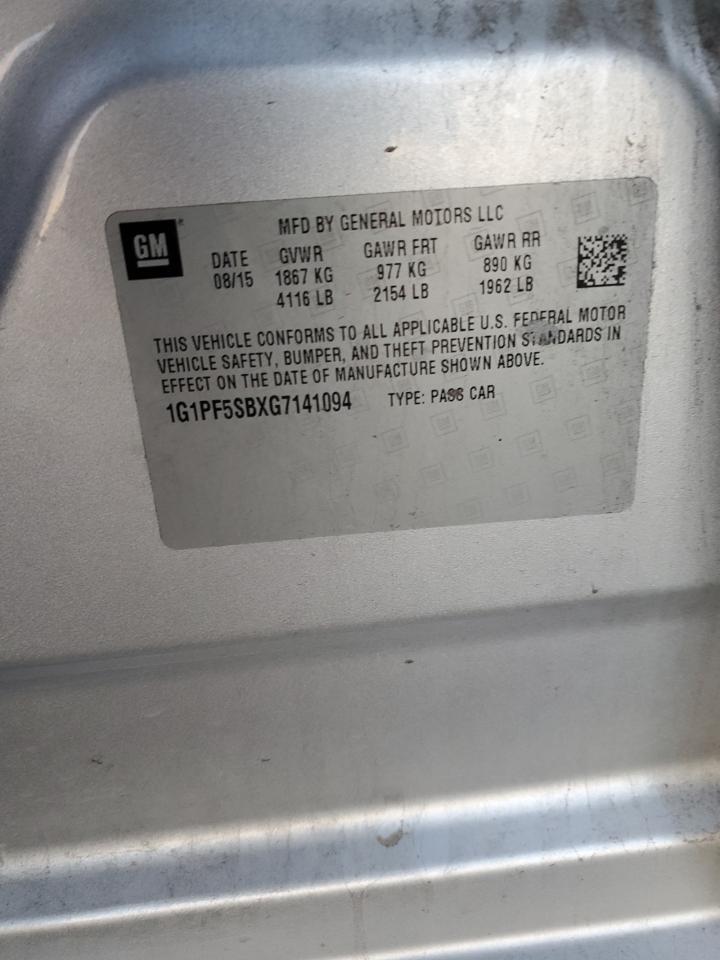 GM
MFD BY GENERAL MOTORS LLC
DATE GVWR GAWR FRT GAWR RR
08/15 1867 KG 977 KG 890 KG
4116 LB 2154 LB 1962 LB
THIS VEHICLE CONFORMS TO ALL APPLICABLE U.S. FEDERAL MOTOR
VEHICLE SAFETY, BUMPER, AND THEFT PREVENTION STANDARDS IN
EFFECT ON THE DATE OF MANUFACTURE SHOWN ABOVE.
1G1PF5SBXG7141094 TYPE: PASS CAR